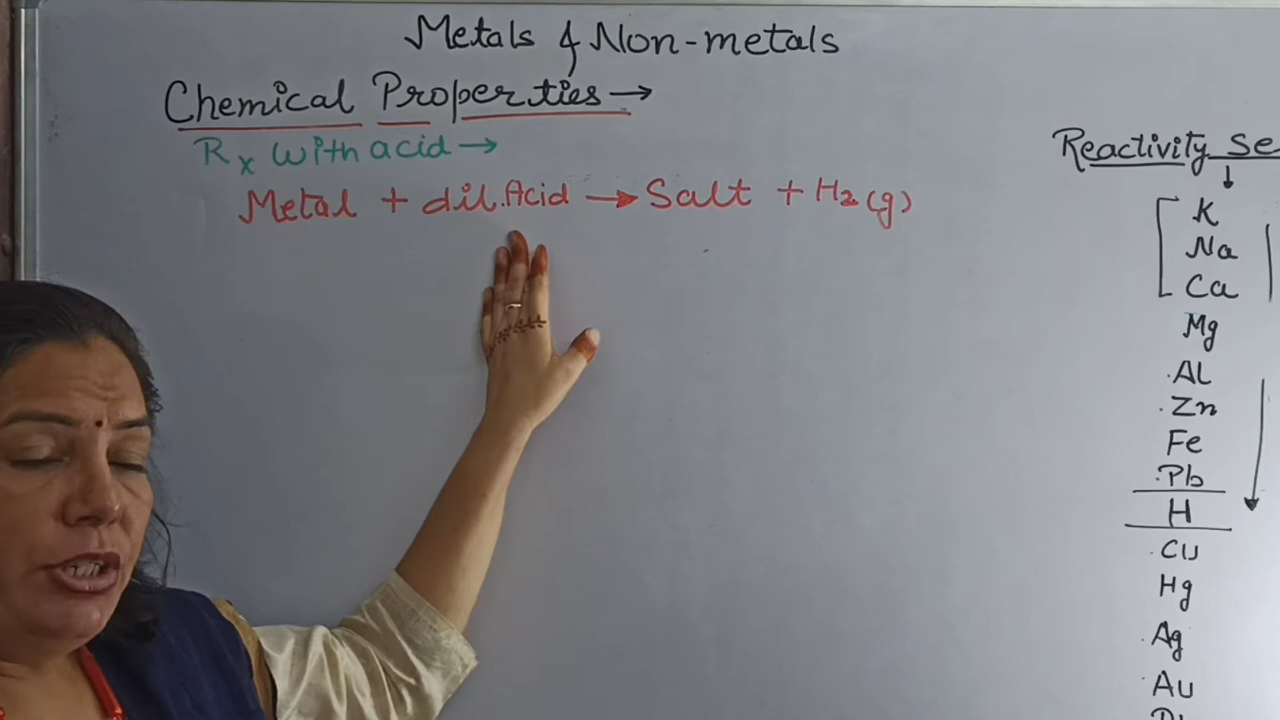 Metals & Non-metals
Chemical Properties →
Rx with acid →
Metal + dil. Acid → Salt + H2 (g)
Reactivity Se
↓
K
Na
Ca
Mg
.Al
.Zn
Fe
.Pb
H
.Cu
Hg
.Ag
Au